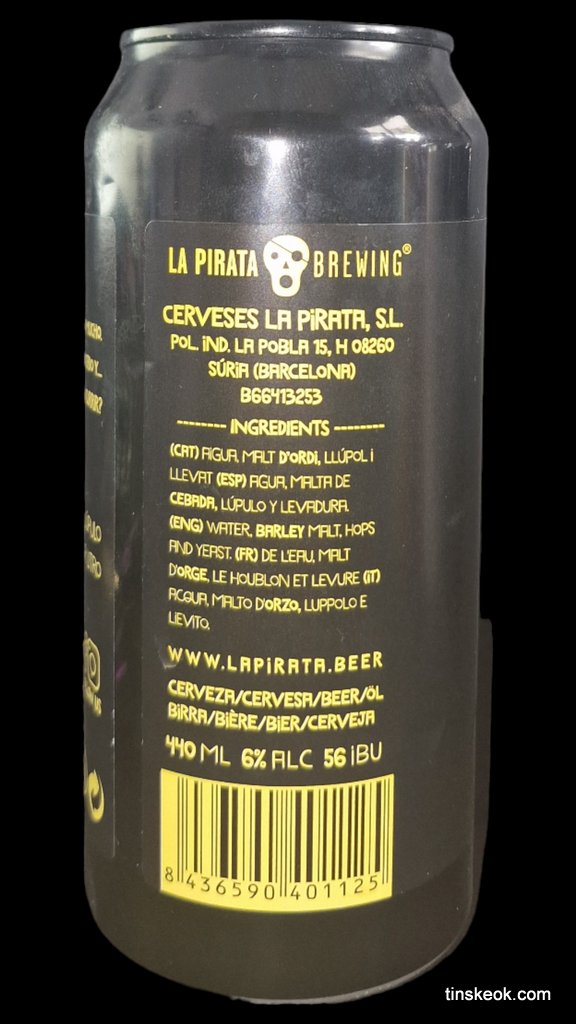 LA PIRATA BREWING®
CERVESES LA PIRATA, S.L.
POL. IND. LA POBLA 15, H 08260
SÚRIA (BARCELONA)
B66413253
-------- INGREDIENTS --------
(CAT) AIGUA, MALT D'ORDI, LLÚPOL I
LLEVAT (ESP) AGUA, MALTA DE
CEBADA, LÚPULO Y LEVADURA.
(ENG) WATER, BARLEY MALT, HOPS
AND YEAST. (FR) DE L'EAU, MALT
D'ORGE, LE HOUBLON ET LEVURE (IT)
ACQUA, MALTO D'ORZO, LUPPOLO E
LIEVITO.
WWW.LAPIRATA.BEER
CERVEZA/CERVESA/BEER/ÖL
BIRRA/BIÈRE/BIER/CERVEJA
440 ML 6% ALC 56 IBU
8 436590 401125
tinskeok.com